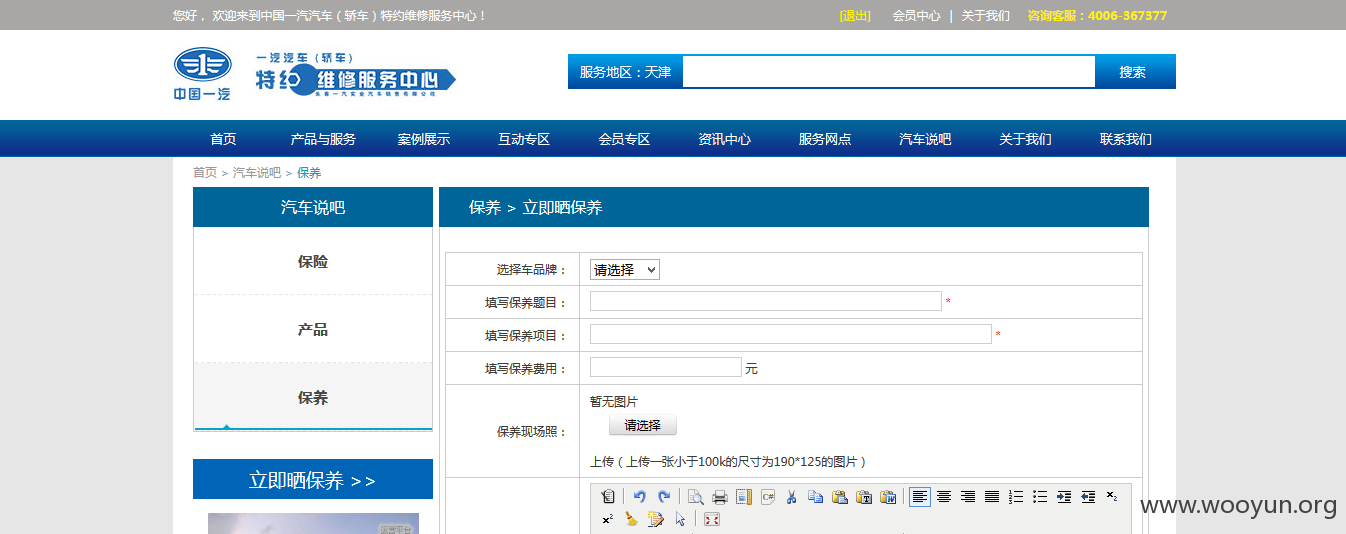 您好， 欢迎来到中国一汽汽车（轿车）特约维修服务中心！
[退出] 会员中心 | 关于我们 咨询客服：4006-367377
中国一汽
一汽汽车（轿车）
特约维修服务中心
服务地区：天津
搜索
首页 产品与服务 案例展示 互动专区 会员专区 资讯中心 服务网点 汽车说吧 关于我们 联系我们
首页 > 汽车说吧 > 保养
汽车说吧
保险
产品
保养
立即晒保养 >>
保养 > 立即晒保养
选择车品牌： 请选择
填写保养题目： *
填写保养项目： *
填写保养费用： 元
保养现场照：
暂无图片
请选择
上传（上传一张小于100k的尺寸为190*125的图片）
www.wooyun.org